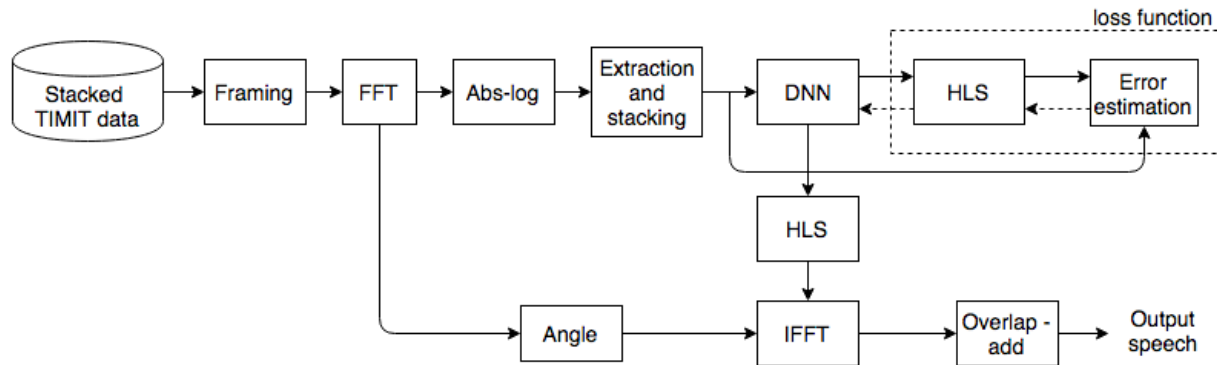 loss function
Stacked
TIMIT data
Framing
FFT
Abs-log
Extraction
and
stacking
DNN
HLS
Error
estimation
HLS
Angle
IFFT
Overlap -
add
Output
speech